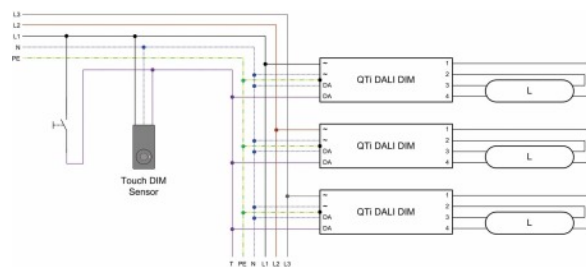 L3
L2
L1
N
PE
~ QTi DALI DIM 1
~ 2
DA 3 L
DA 4
~ QTi DALI DIM 1
~ 2
DA 3 L
DA 4
Touch DIM
Sensor
~ QTi DALI DIM 1
~ 2
DA 3 L
DA 4
T PE N L1 L2 L3